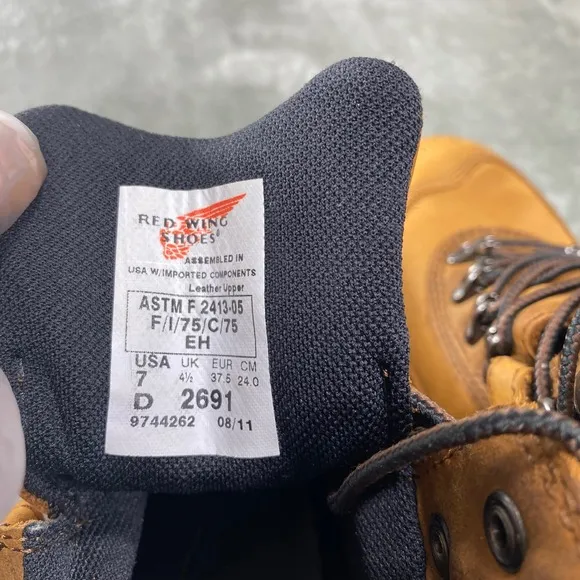 RED WING
SHOES®
ASSEMBLED IN
USA W/IMPORTED COMPONENTS
Leather Upper
ASTM F 2413-05
F/I/75/C/75
EH
USA UK EUR CM
7 4½ 37.5 24.0
D 2691
9744262 08/11